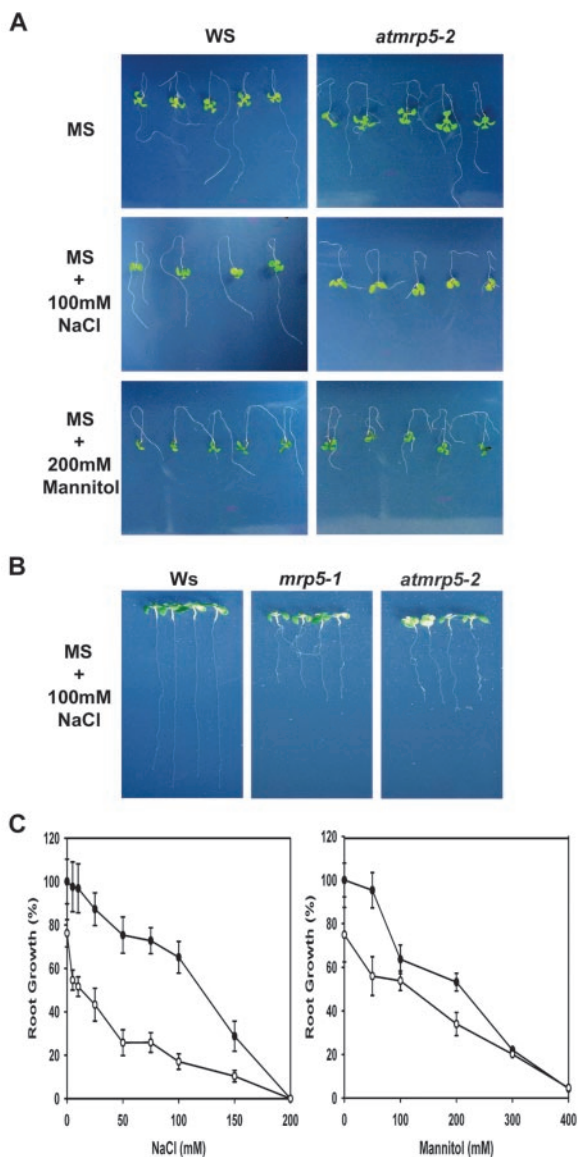 A
WS
atmrp5-2
MS
MS
+
100mM
NaCl
MS
+
200mM
Mannitol
B
Ws
mrp5-1
atmrp5-2
MS
+
100mM
NaCl
C
Root Growth (%)
120
100
80
60
40
20
0
0
50
100
150
200
NaCl (mM)
Root Growth (%)
120
100
80
60
40
20
0
0
100
200
300
400
Mannitol (mM)